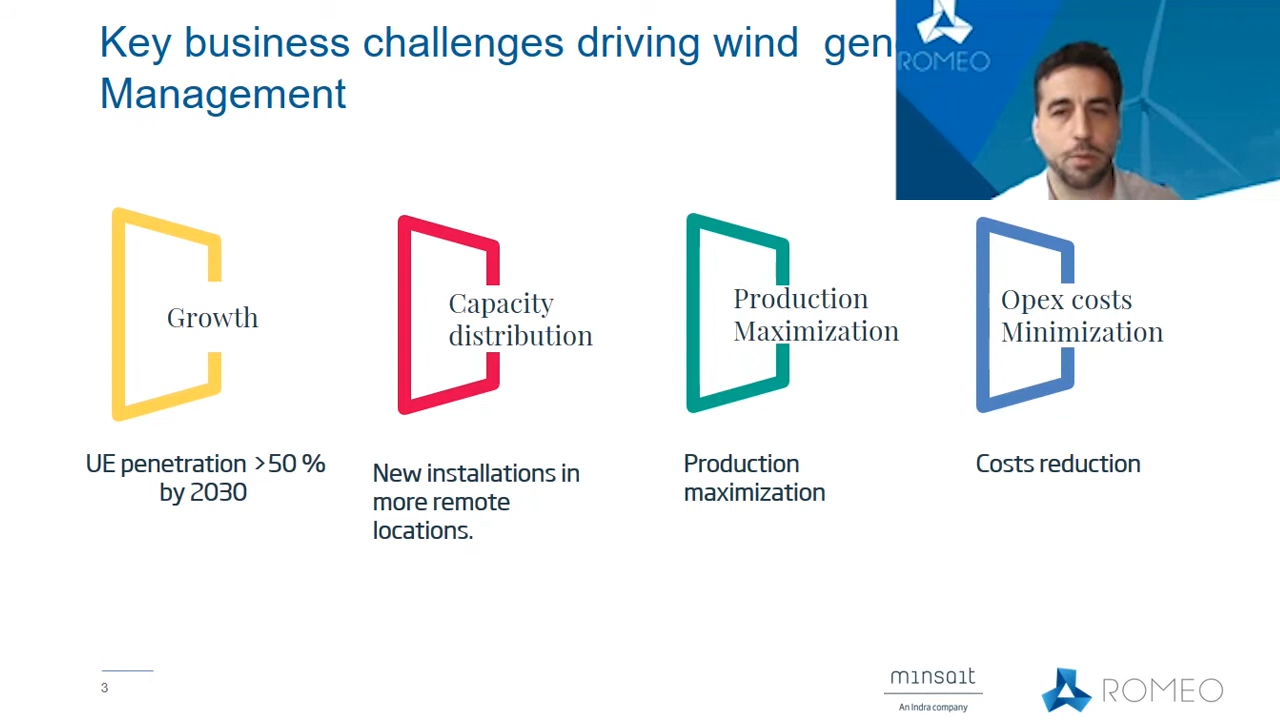 Key business challenges driving wind  gen
Management
ROMEO
Growth
Capacity
distribution
Production
Maximization
Opex costs
Minimization
UE penetration >50 %
by 2030
New installations in
more remote
locations.
Production
maximization
Costs reduction
3
minsait
An Indra company
ROMEO